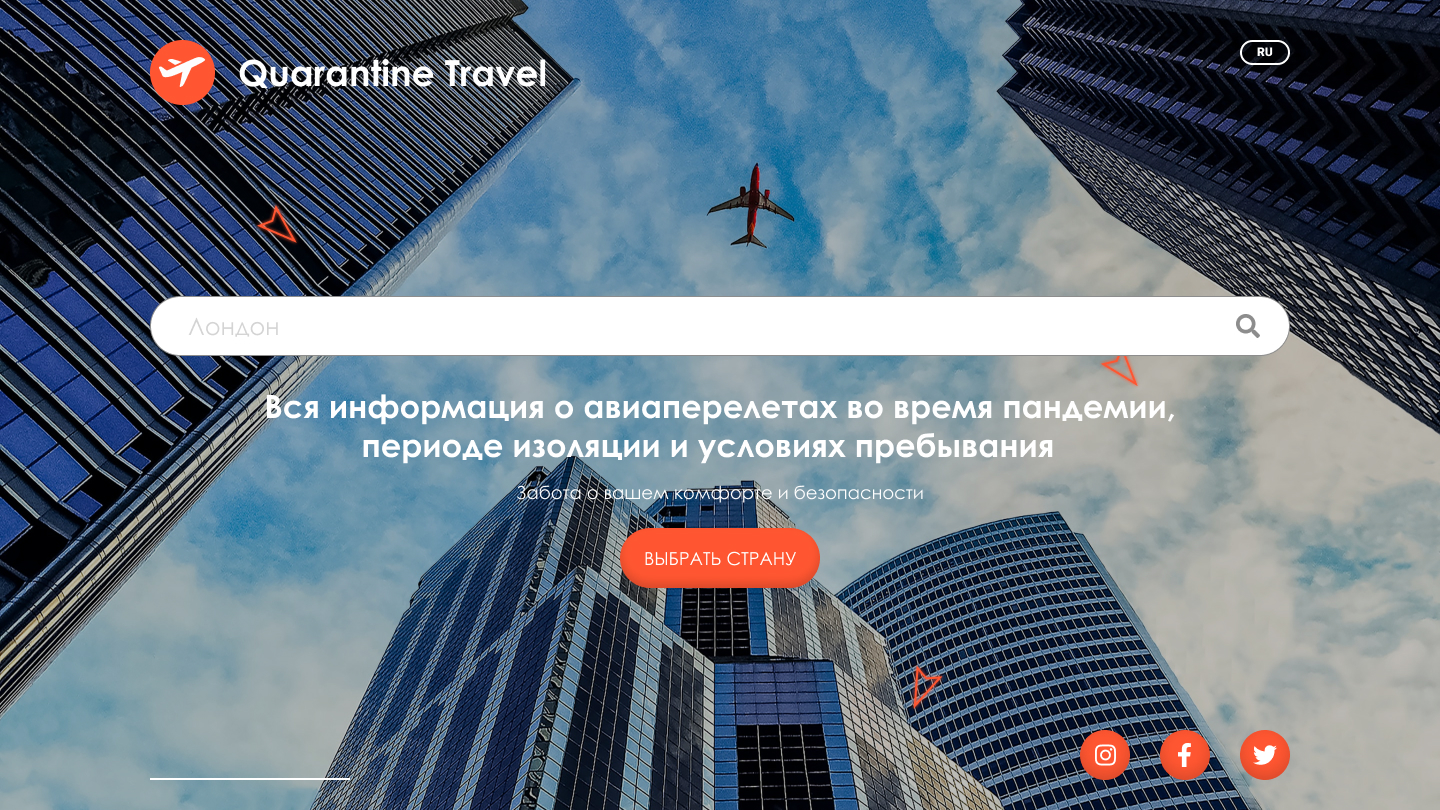 Quarantine Travel
RU
Лондон
Вся информация о авиаперелетах во время пандемии,
периоде изоляции и условиях пребывания
Забота о вашем комфорте и безопасности
ВЫБРАТЬ СТРАНУ